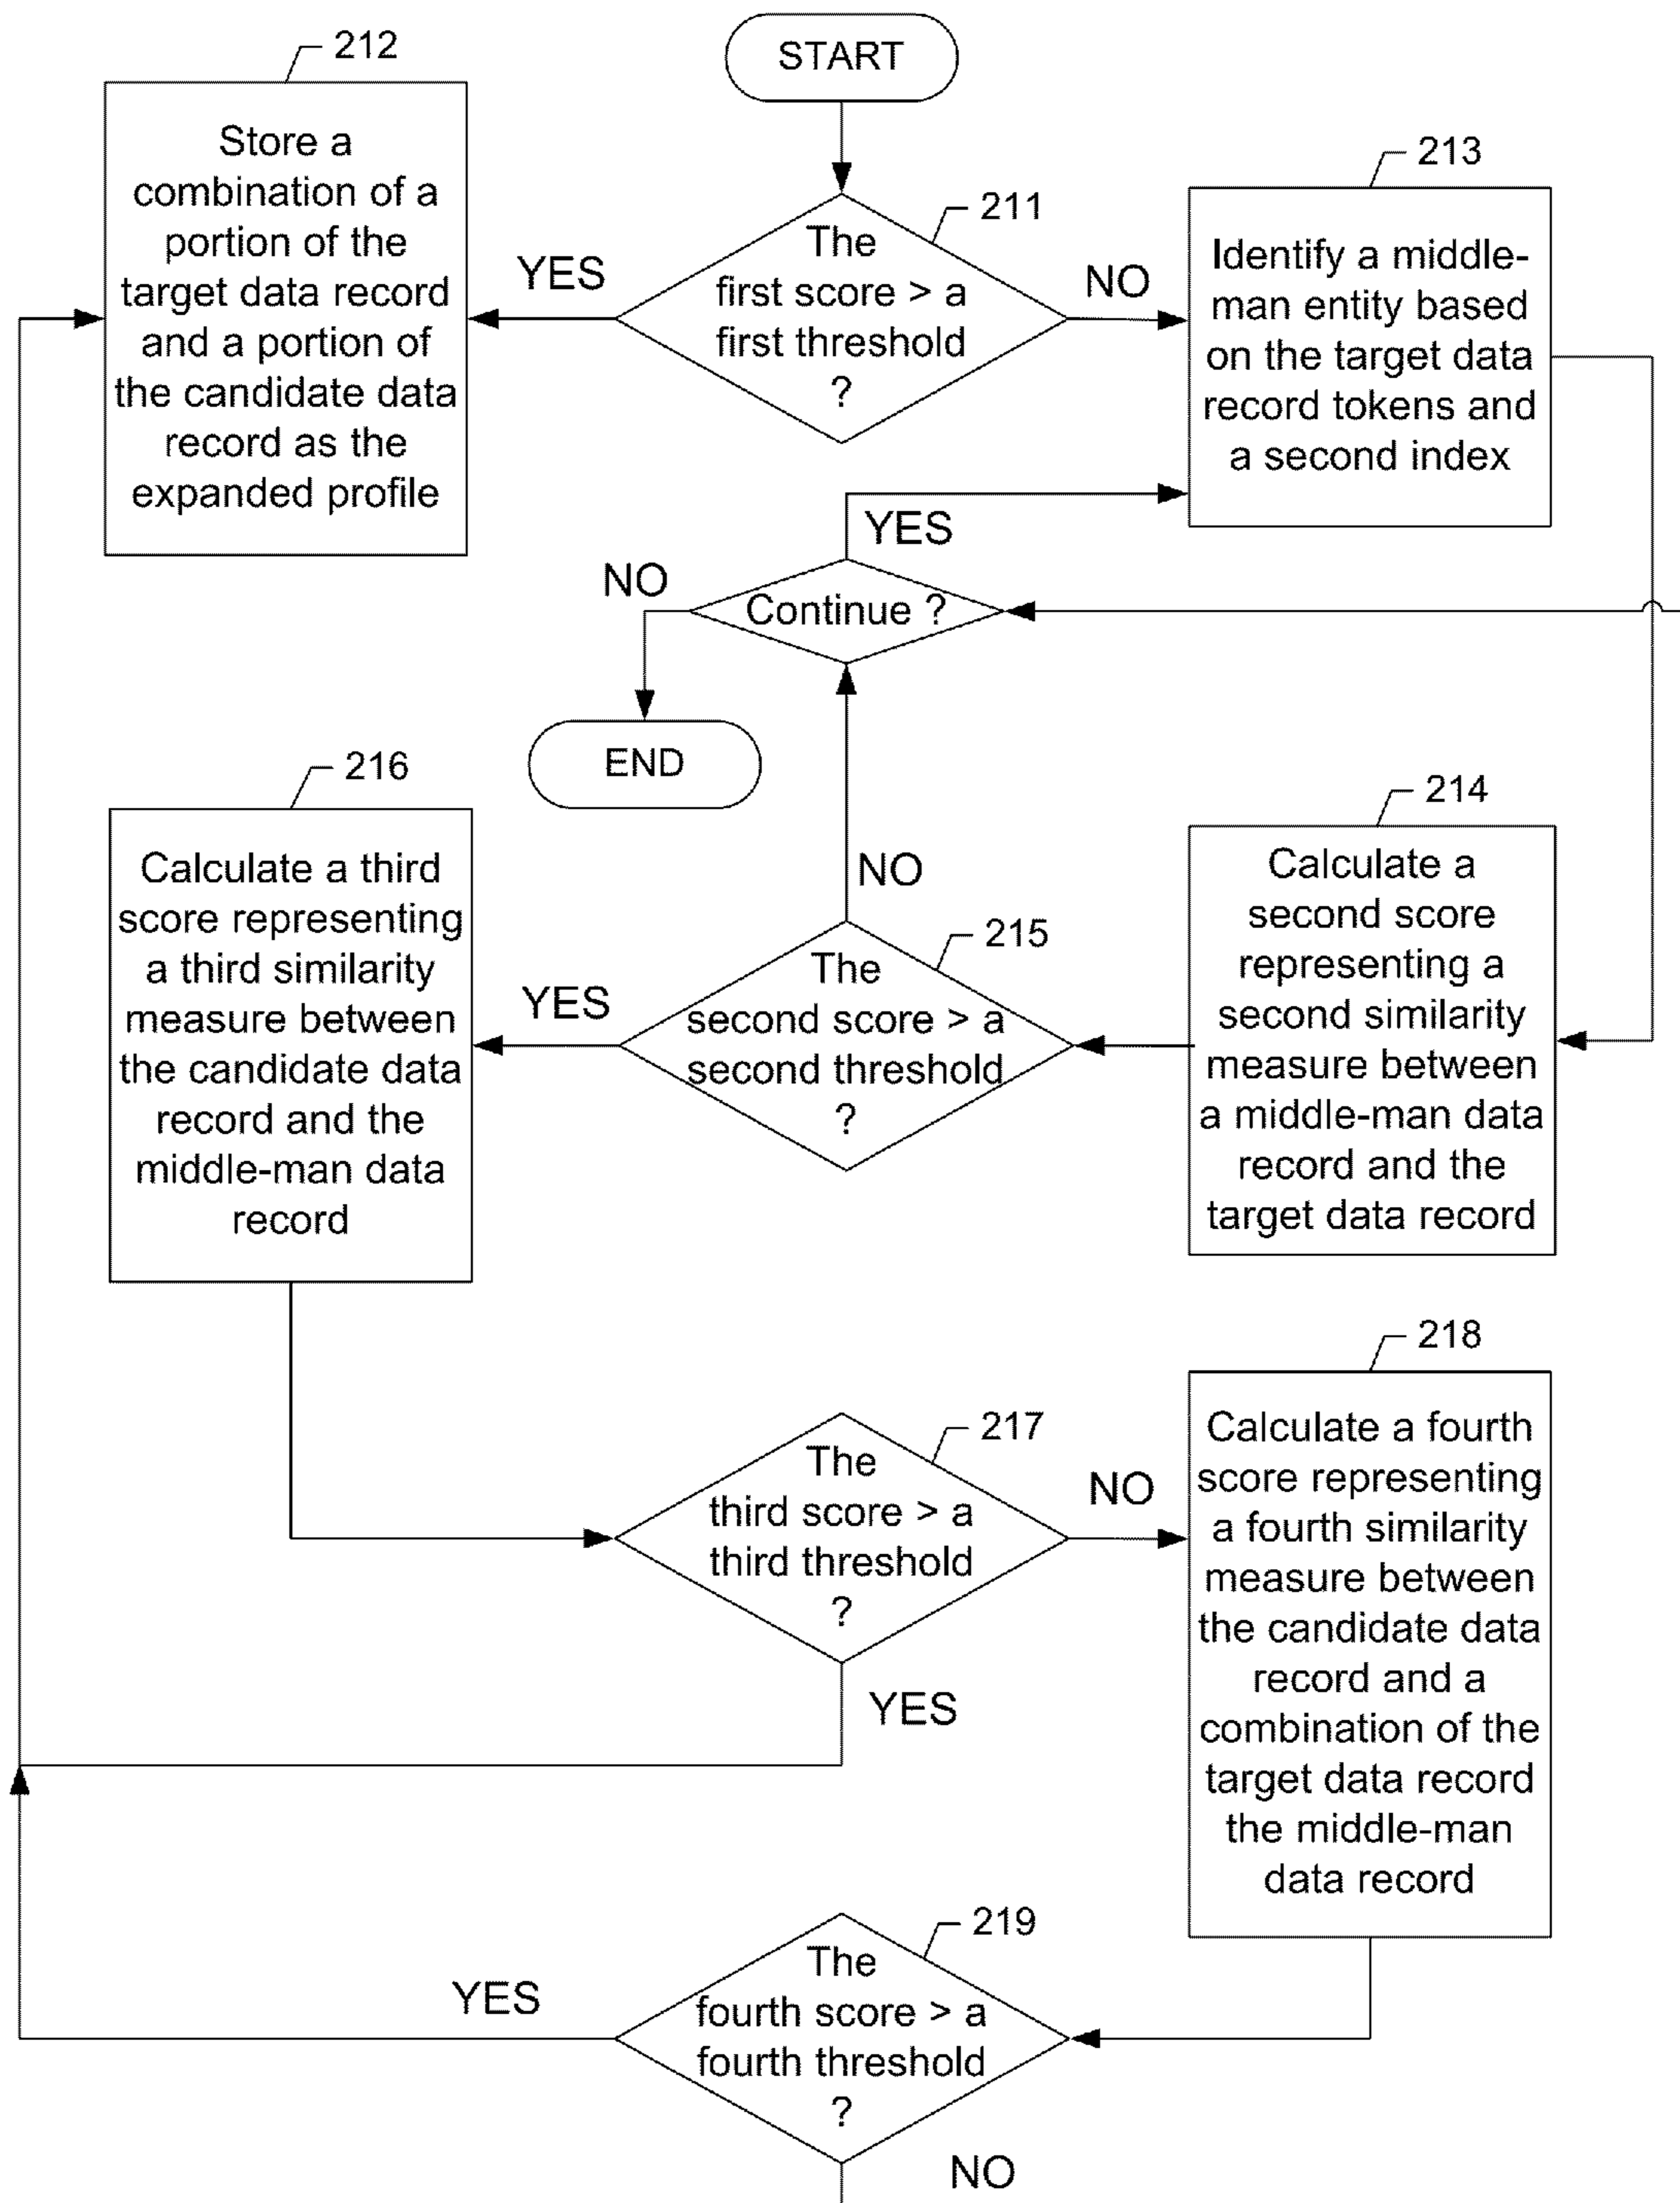 START
212
Store a
combination of a
portion of the
target data record
and a portion of
the candidate data
record as the
expanded profile
211
The
first score > a
first threshold
?
YES
NO
213
Identify a middle-
man entity based
on the target data
record tokens and
a second index
YES
NO
Continue ?
END
214
Calculate a
second score
representing a
second similarity
measure between
a middle-man data
record and the
target data record
NO
215
The
second score > a
second threshold
?
YES
216
Calculate a third
score representing
a third similarity
measure between
the candidate data
record and the
middle-man data
record
217
The
third score > a
third threshold
?
NO
YES
218
Calculate a fourth
score representing
a fourth similarity
measure between
the candidate data
record and a
combination of the
target data record
the middle-man
data record
219
The
fourth score > a
fourth threshold
?
YES
NO